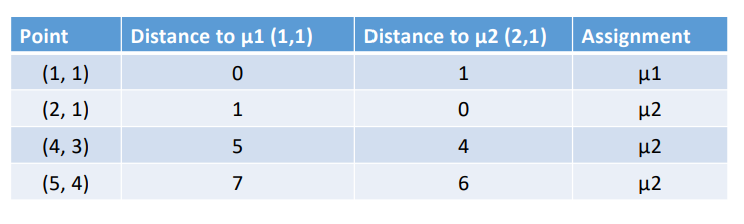 Point Distance to μ1 (1,1) Distance to μ2 (2,1) Assignment
(1, 1) 0 1 μ1
(2, 1) 1 0 μ2
(4, 3) 5 4 μ2
(5, 4) 7 6 μ2